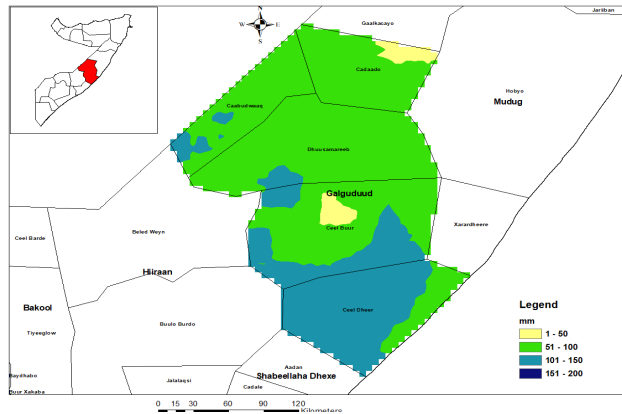 Jariiban
Gaalkacyo
N
W E
S
Cadaado
Hobyo
Mudug
Caabudwaaq
Dhuusamareeb
Galguduud
Ceel Barde
Beled Weyn
Xarardheere
Ceel Buur
Hiiraan
Bakool
Ceel Dheer
Legend
mm
1 - 50
51 - 100
101 - 150
151 - 200
Tiyeeglow
Buulo Burdo
Aadan
Baydhabo
Jalalaqsi
Shabeellaha Dhexe
Buur Xakaba
Cadale
0 15 30 60 90 120
Kilometers